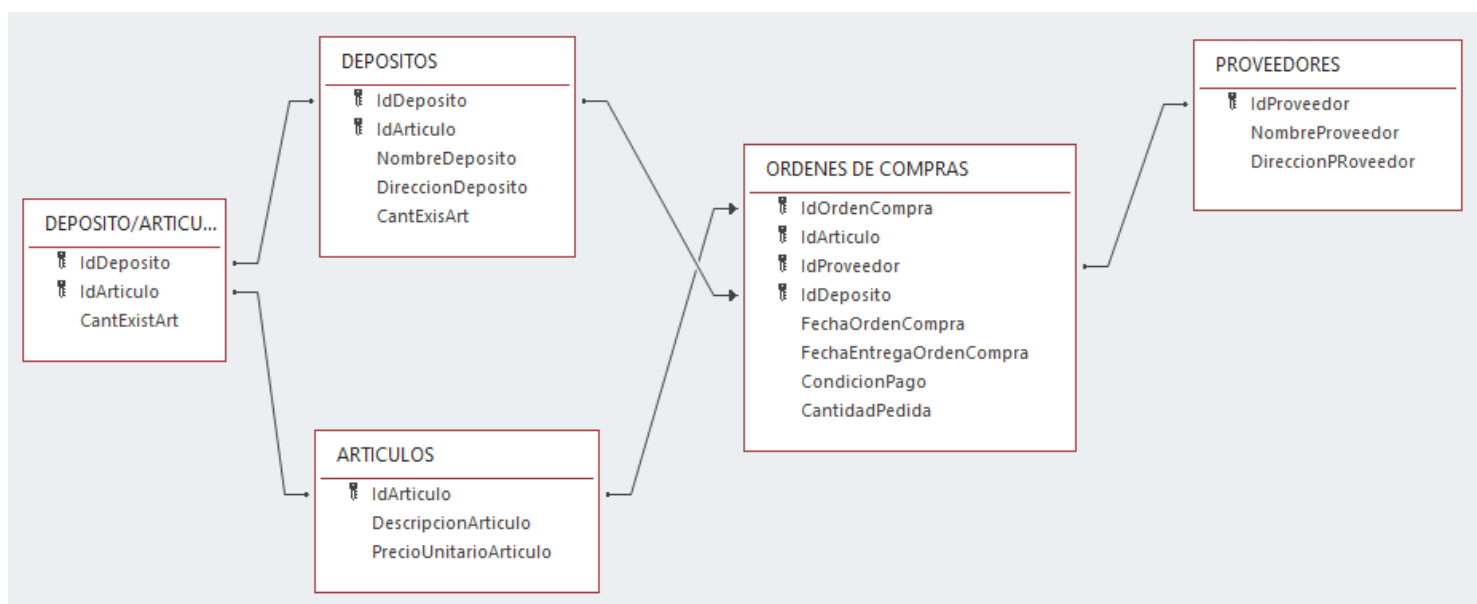 DEPOSITO/ARTICU...
IdDeposito
IdArticulo
CantExistArt
DEPOSITOS
IdDeposito
IdArticulo
NombreDeposito
DireccionDeposito
CantExisArt
ARTICULOS
IdArticulo
DescripcionArticulo
PrecioUnitarioArticulo
ORDENES DE COMPRAS
IdOrdenCompra
IdArticulo
IdProveedor
IdDeposito
FechaOrdenCompra
FechaEntregaOrdenCompra
CondicionPago
CantidadPedida
PROVEEDORES
IdProveedor
NombreProveedor
DireccionPRoveedor